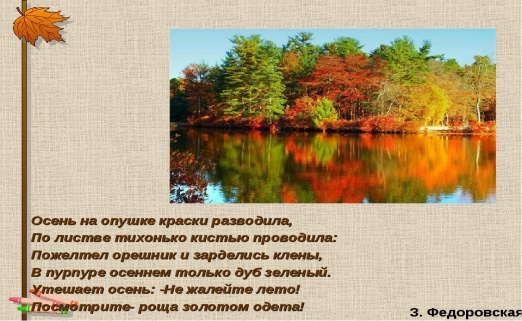 Осень на опушке краски разводила,
По листве тихонько кистью проводила:
Пожелтел орешник и зарделись клены,
В пурпуре осеннем только дуб зеленый.
Утешает осень: -Не жалейте лето!
Посмотрите- роща золотом одета!
З. Федоровская